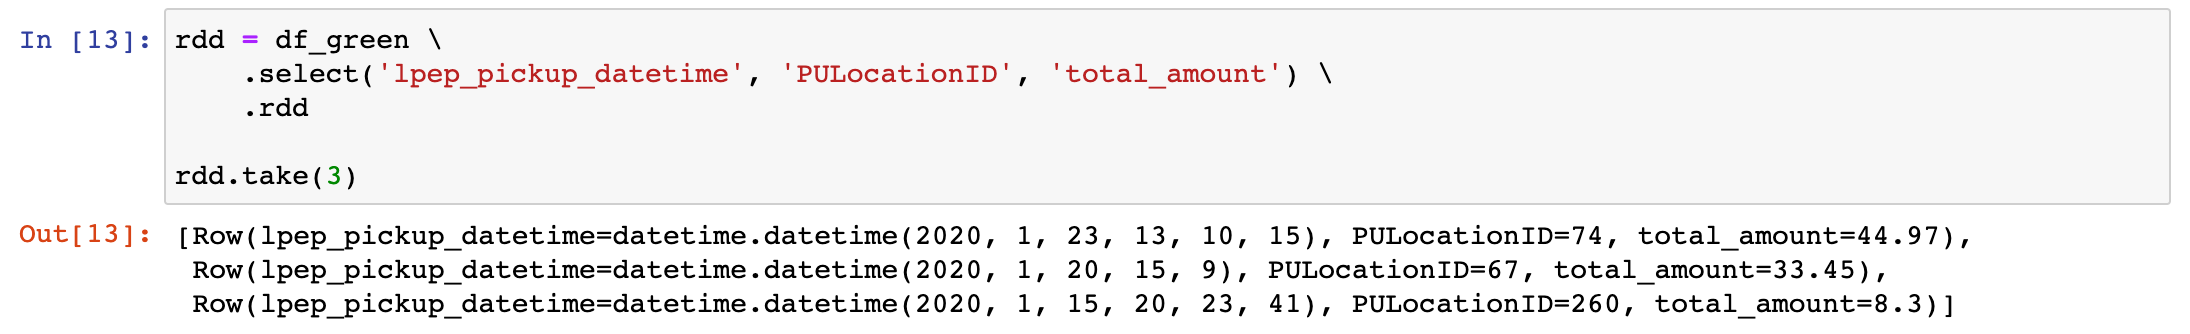 In [13]: rdd = df_green \
    .select('lpep_pickup_datetime', 'PULocationID', 'total_amount') \
    .rdd
rdd.take(3)
Out[13]: [Row(lpep_pickup_datetime=datetime.datetime(2020, 1, 23, 13, 10, 15), PULocationID=74, total_amount=44.97),
 Row(lpep_pickup_datetime=datetime.datetime(2020, 1, 20, 15, 9), PULocationID=67, total_amount=33.45),
 Row(lpep_pickup_datetime=datetime.datetime(2020, 1, 15, 20, 23, 41), PULocationID=260, total_amount=8.3)]